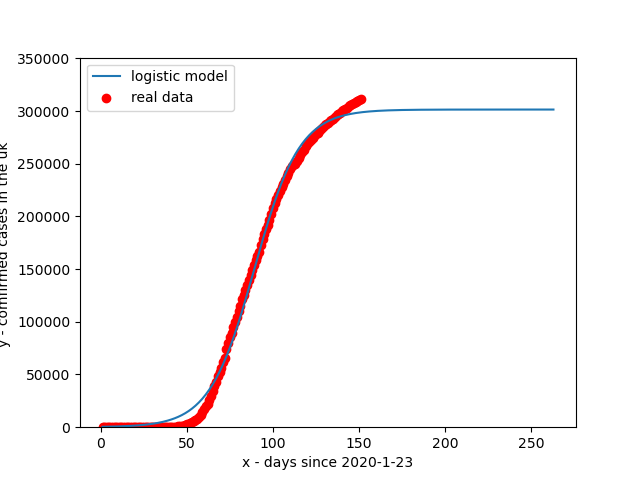 350000
300000
250000
200000
150000
100000
50000
0
y - comfirmed cases in the uk
logistic model
real data
0 50 100 150 200 250
x - days since 2020-1-23